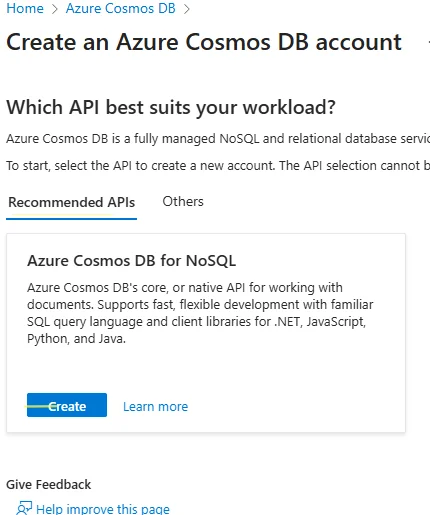 Home > Azure Cosmos DB >
Create an Azure Cosmos DB account
Which API best suits your workload?
Azure Cosmos DB is a fully managed NoSQL and relational database
To start, select the API to create a new account. The API selection cannot
Recommended APIs Others
Azure Cosmos DB for NoSQL
Azure Cosmos DB's core, or native API for working with
documents. Supports fast, flexible development with familiar
SQL query language and client libraries for .NET, JavaScript,
Python, and Java.
Create Learn more
Give Feedback
Help improve this page